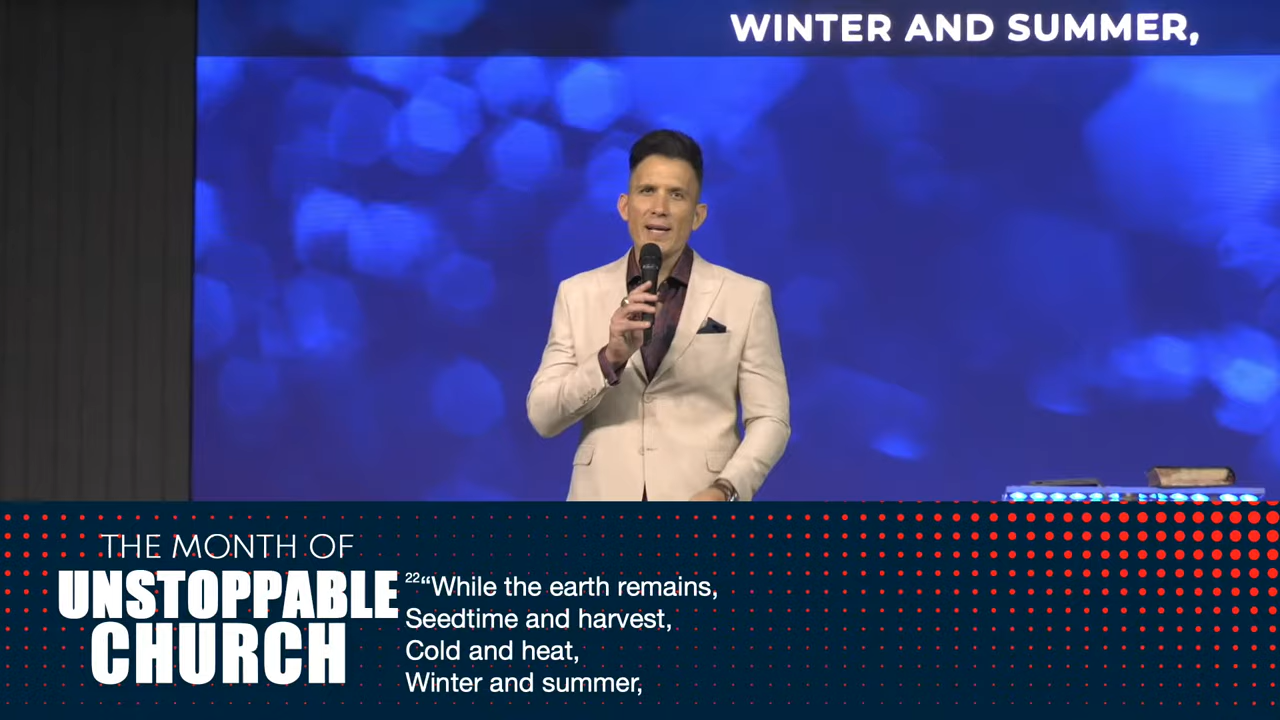 WINTER AND SUMMER,
THE MONTH OF
UNSTOPPABLE
CHURCH
22“While the earth remains,
Seedtime and harvest,
Cold and heat,
Winter and summer,